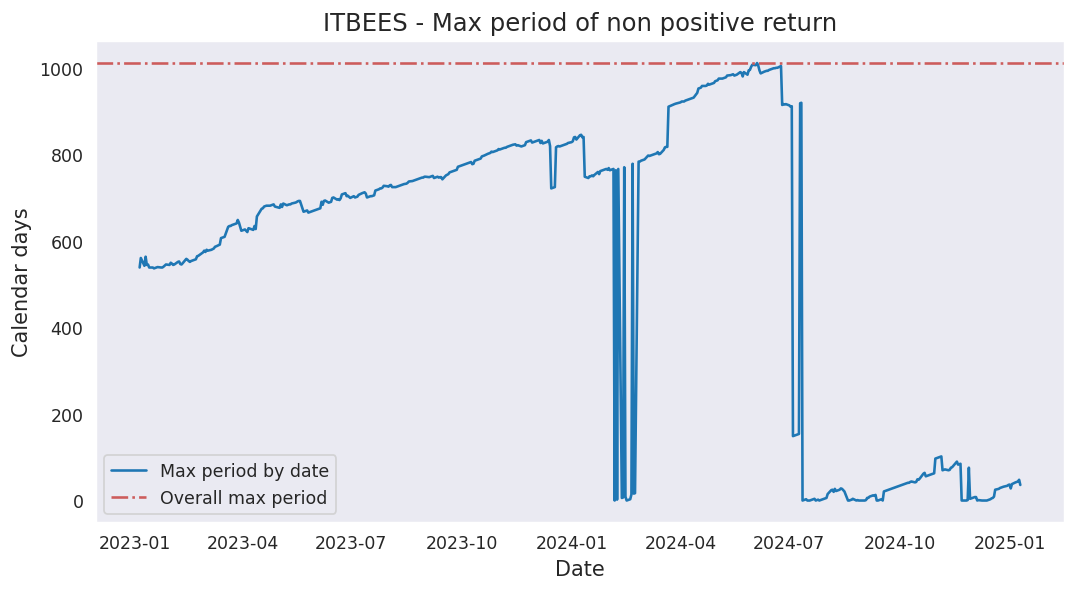 ITBEES - Max period of non positive return
Calendar days
1000
800
600
400
200
0
Max period by date
Overall max period
2023-01 2023-04 2023-07 2023-10 2024-01 2024-04 2024-07 2024-10 2025-01
Date